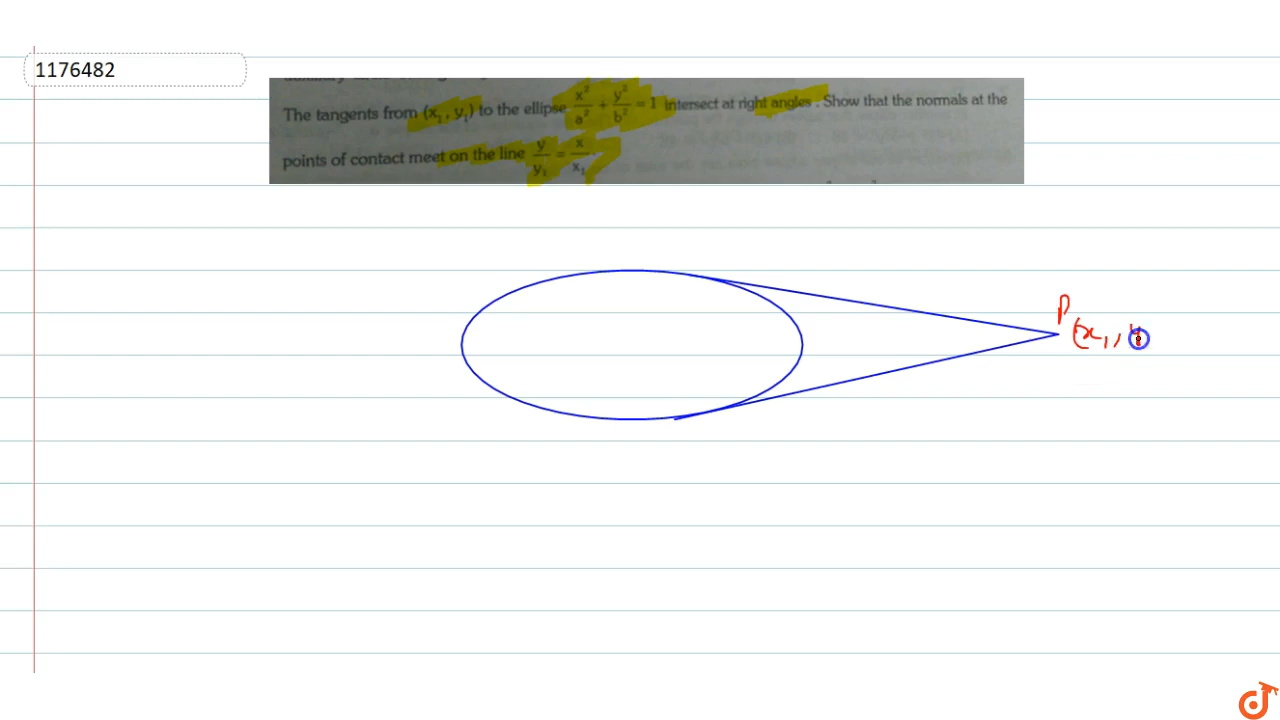 1176482
The tangents from (x₁, y₁) to the ellipse x²/a² + y²/b² = 1 intersect at right angles. Show that the normals at the
points of contact meet on the line y/y₁ = x/x₁.
P
(x₁, y